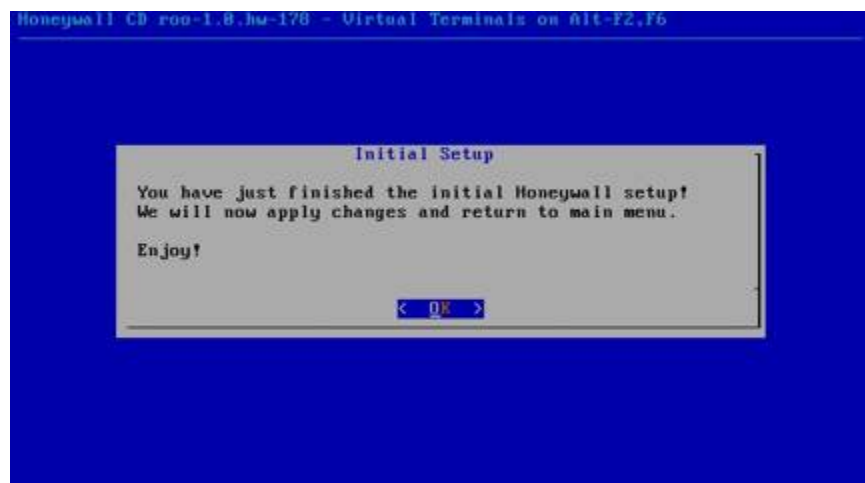 Honeywall CD roo-1.0.hw-178 - Virtual Terminals on Alt-F2,F6
Initial Setup
You have just finished the initial Honeywall setup!
We will now apply changes and return to main menu.
Enjoy!
< OK >